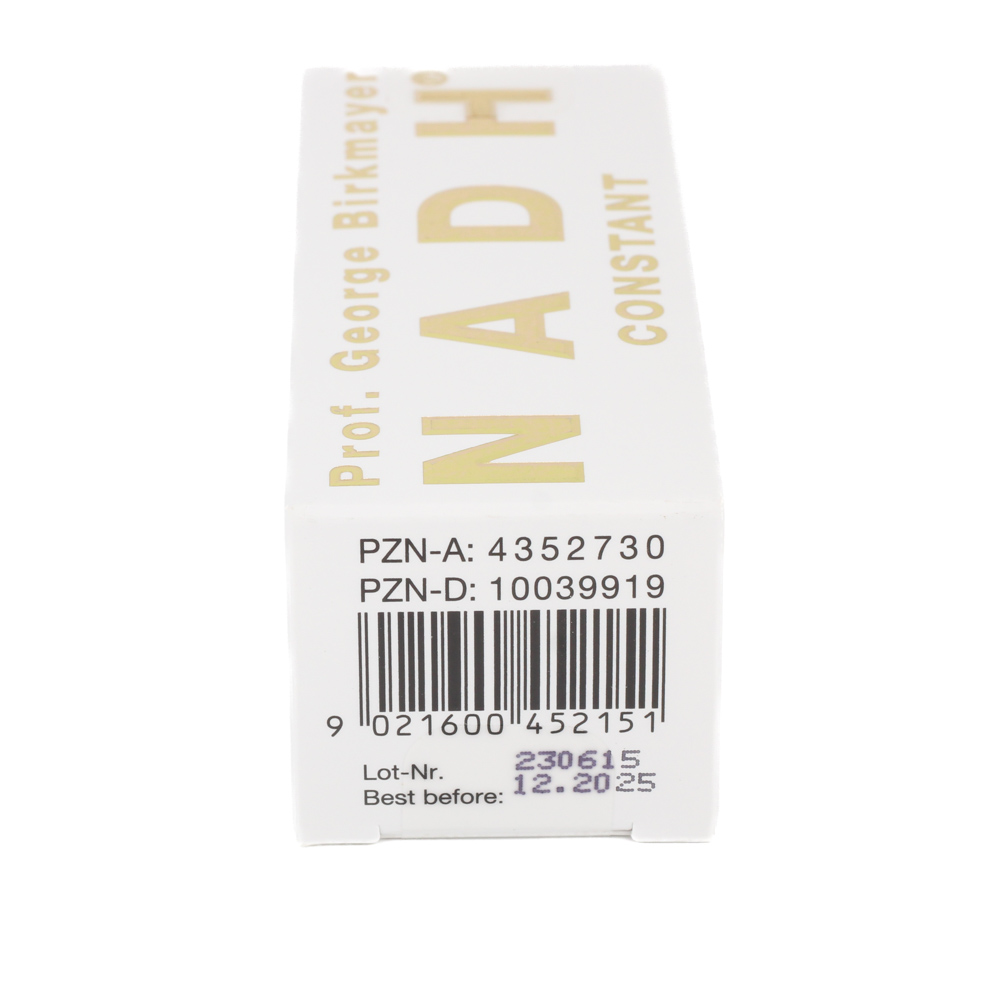 Prof. George Birkmayer
NADH®
CONSTANT
PZN-A: 4352730
PZN-D: 10039919
9 021600 452151
Lot-Nr. 230615
Best before: 12.2025